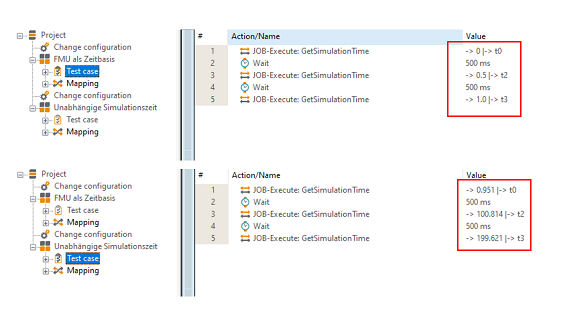 Project
Change configuration
FMU als Zeitbasis
Test case
Mapping
Change configuration
Unabhängige Simulationszeit
Test case
Mapping
# Action/Name Value
1 JOB-Execute: GetSimulationTime -> 0 |-> t0
2 Wait 500 ms
3 JOB-Execute: GetSimulationTime -> 0.5 |-> t2
4 Wait 500 ms
5 JOB-Execute: GetSimulationTime -> 1.0 |-> t3
Project
Change configuration
FMU als Zeitbasis
Test case
Mapping
Change configuration
Unabhängige Simulationszeit
Test case
Mapping
# Action/Name Value
1 JOB-Execute: GetSimulationTime -> 0.951 |-> t0
2 Wait 500 ms
3 JOB-Execute: GetSimulationTime -> 100.814 |-> t2
4 Wait 500 ms
5 JOB-Execute: GetSimulationTime -> 199.621 |-> t3